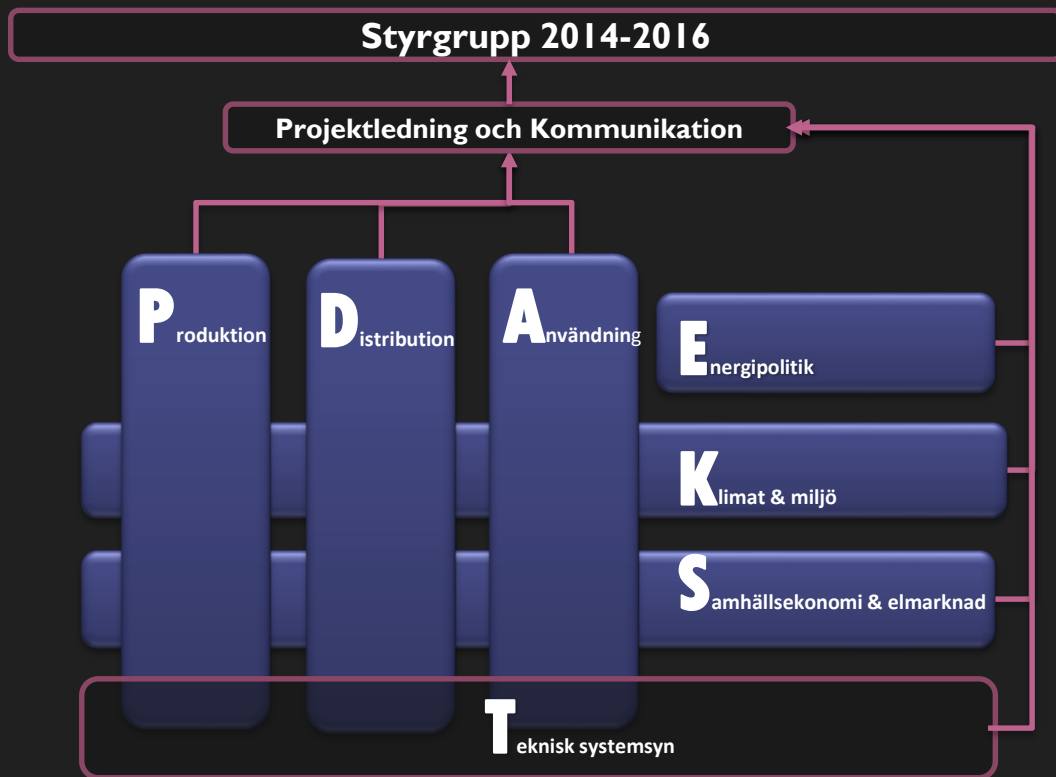 Styrgrupp 2014-2016
Projektledning och Kommunikation
Produktion
Distribution
Användning
Energipolitik
Klimat & miljö
Samhällsekonomi & elmarknad
Teknisk systemsyn